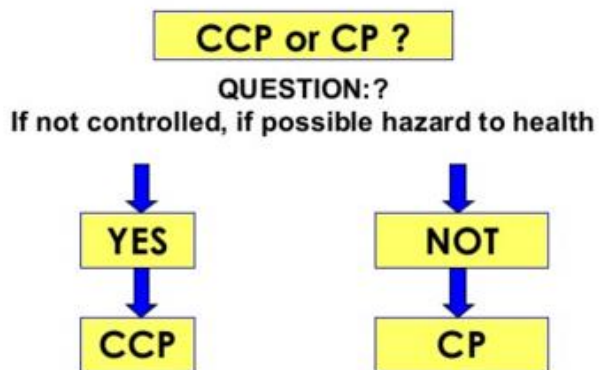 CCP or CP ?
QUESTION:?
If not controlled, if possible hazard to health
YES
NOT
CCP
CP